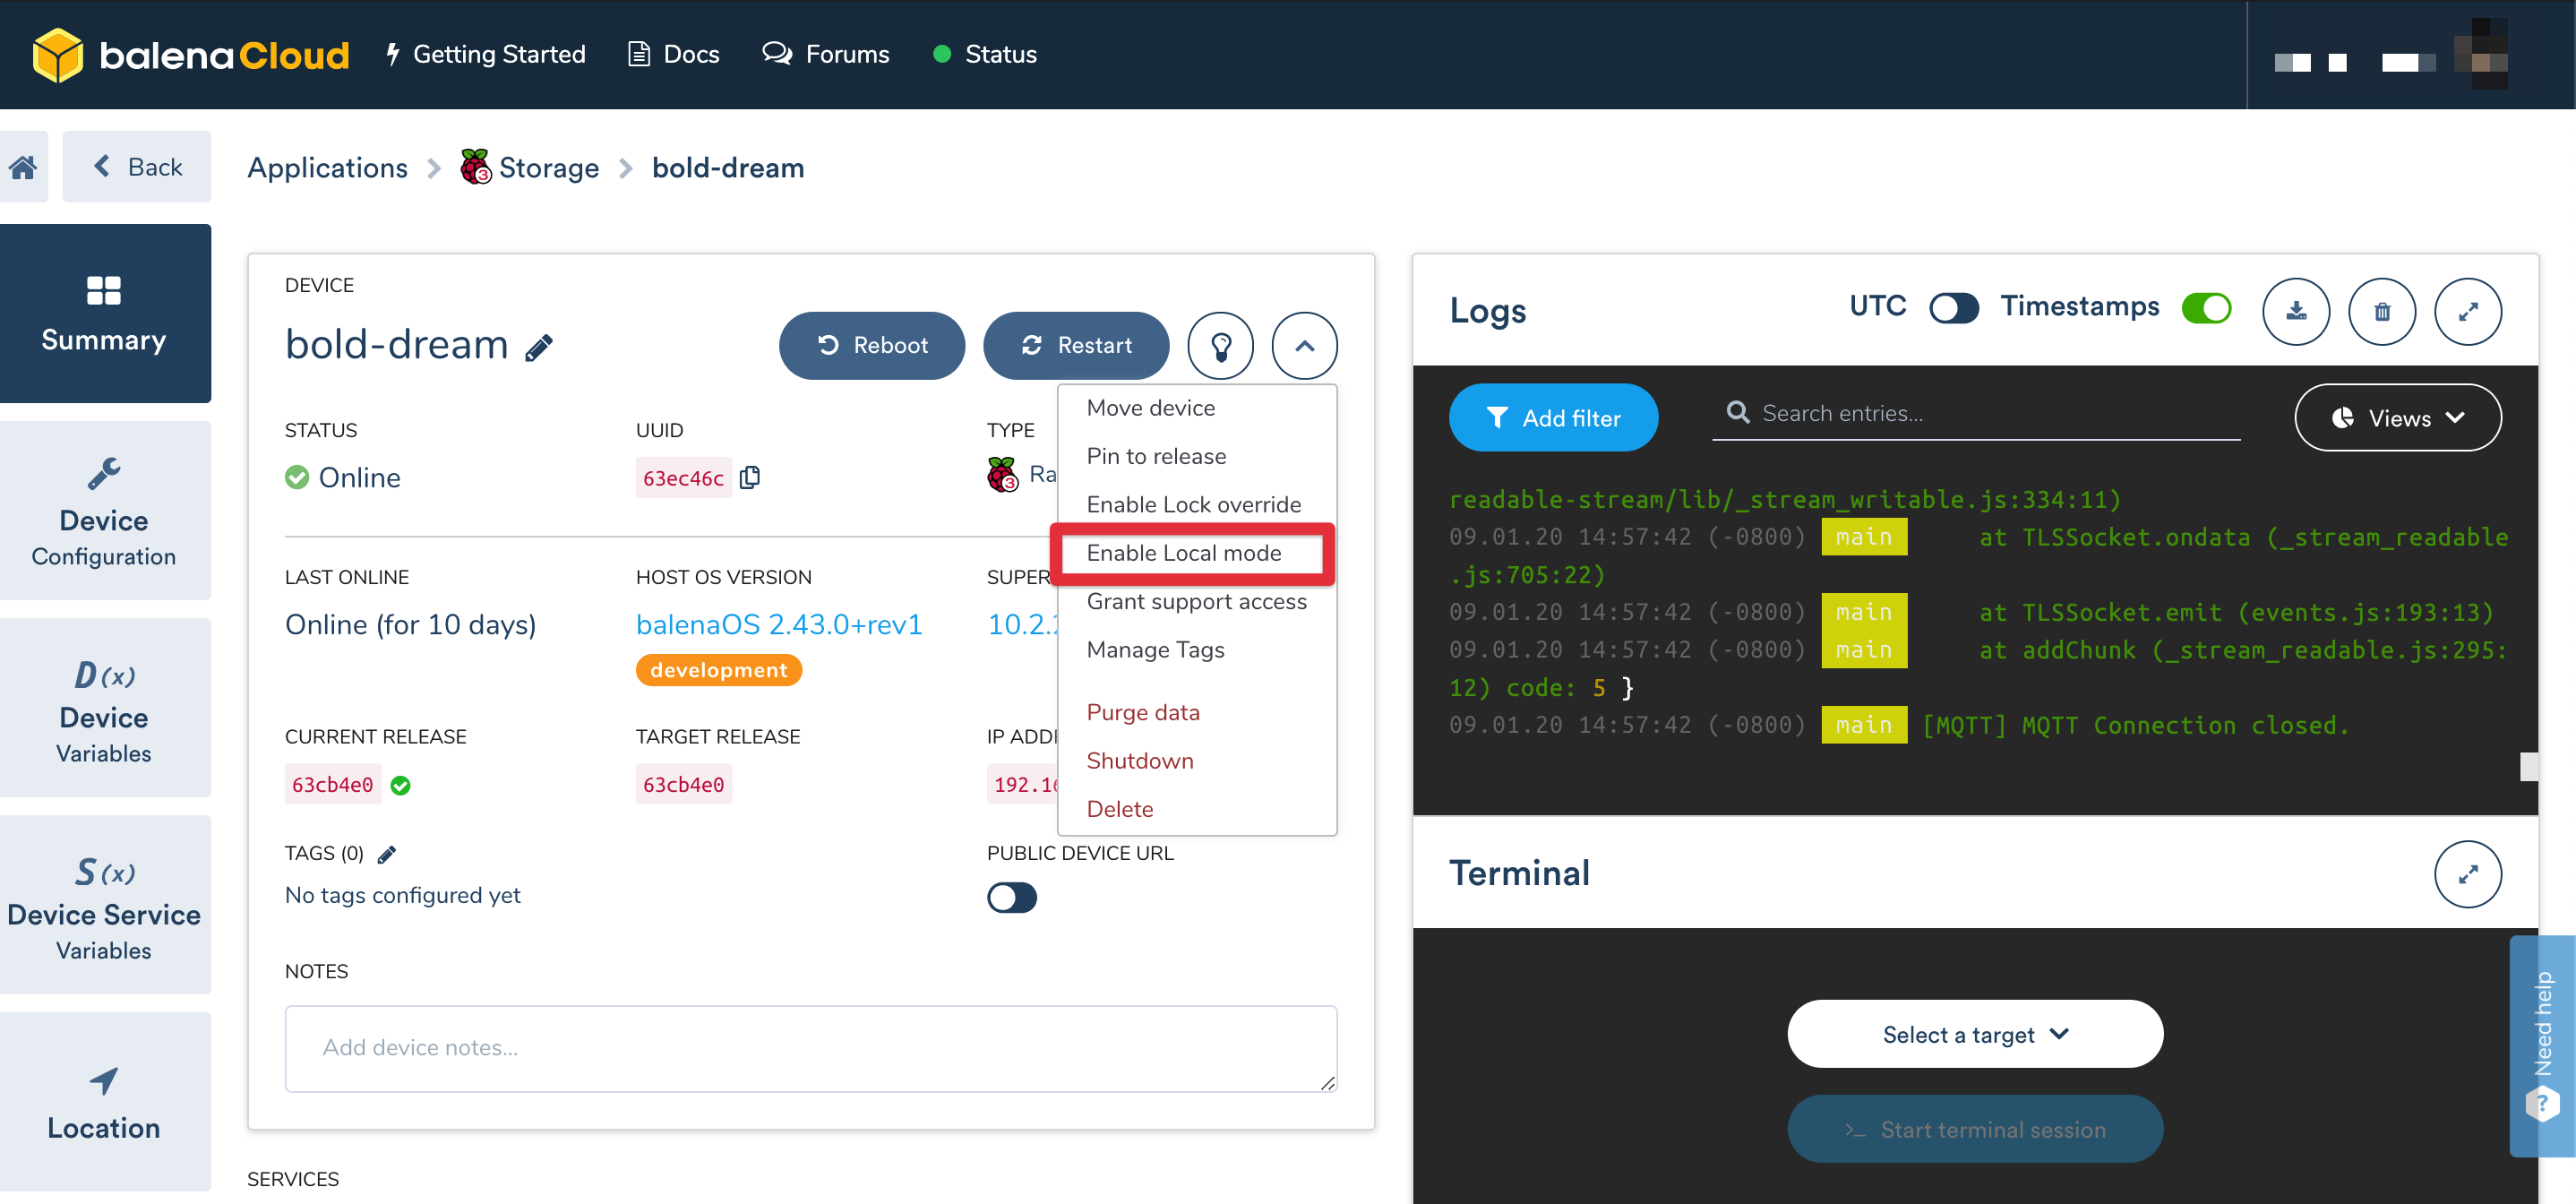 balenaCloud Getting Started Docs Forums Status
Back
Applications Storage bold-dream
Summary
Device
Configuration
D(x)
Device
Variables
S(x)
Device Service
Variables
Location
DEVICE
bold-dream Reboot Restart
STATUS UUID TYPE
Online 63ec46c 3 Ra
LAST ONLINE HOST OS VERSION SUPER
Online (for 10 days) balenaOS 2.43.0+rev1 10.2.2
development
CURRENT RELEASE TARGET RELEASE IP ADD
63cb4e0 63cb4e0 192.16
TAGS (0) PUBLIC DEVICE URL
No tags configured yet
NOTES
Add device notes...
SERVICES
Move device
Pin to release
Enable Lock override
Enable Local mode
Grant support access
Manage Tags
Purge data
Shutdown
Delete
Logs UTC Timestamps
Add filter Search entries... Views
readable-stream/lib/_stream_writable.js:334:11)
09.01.20 14:57:42 (-0800) main at TLSSocket.ondata (_stream_readable
.js:705:22)
09.01.20 14:57:42 (-0800) main at TLSSocket.emit (events.js:193:13)
09.01.20 14:57:42 (-0800) main at addChunk (_stream_readable.js:295:
12) code: 5 }
09.01.20 14:57:42 (-0800) main [MQTT] MQTT Connection closed.
Terminal
Select a target
>_ Start terminal session
Need help
?